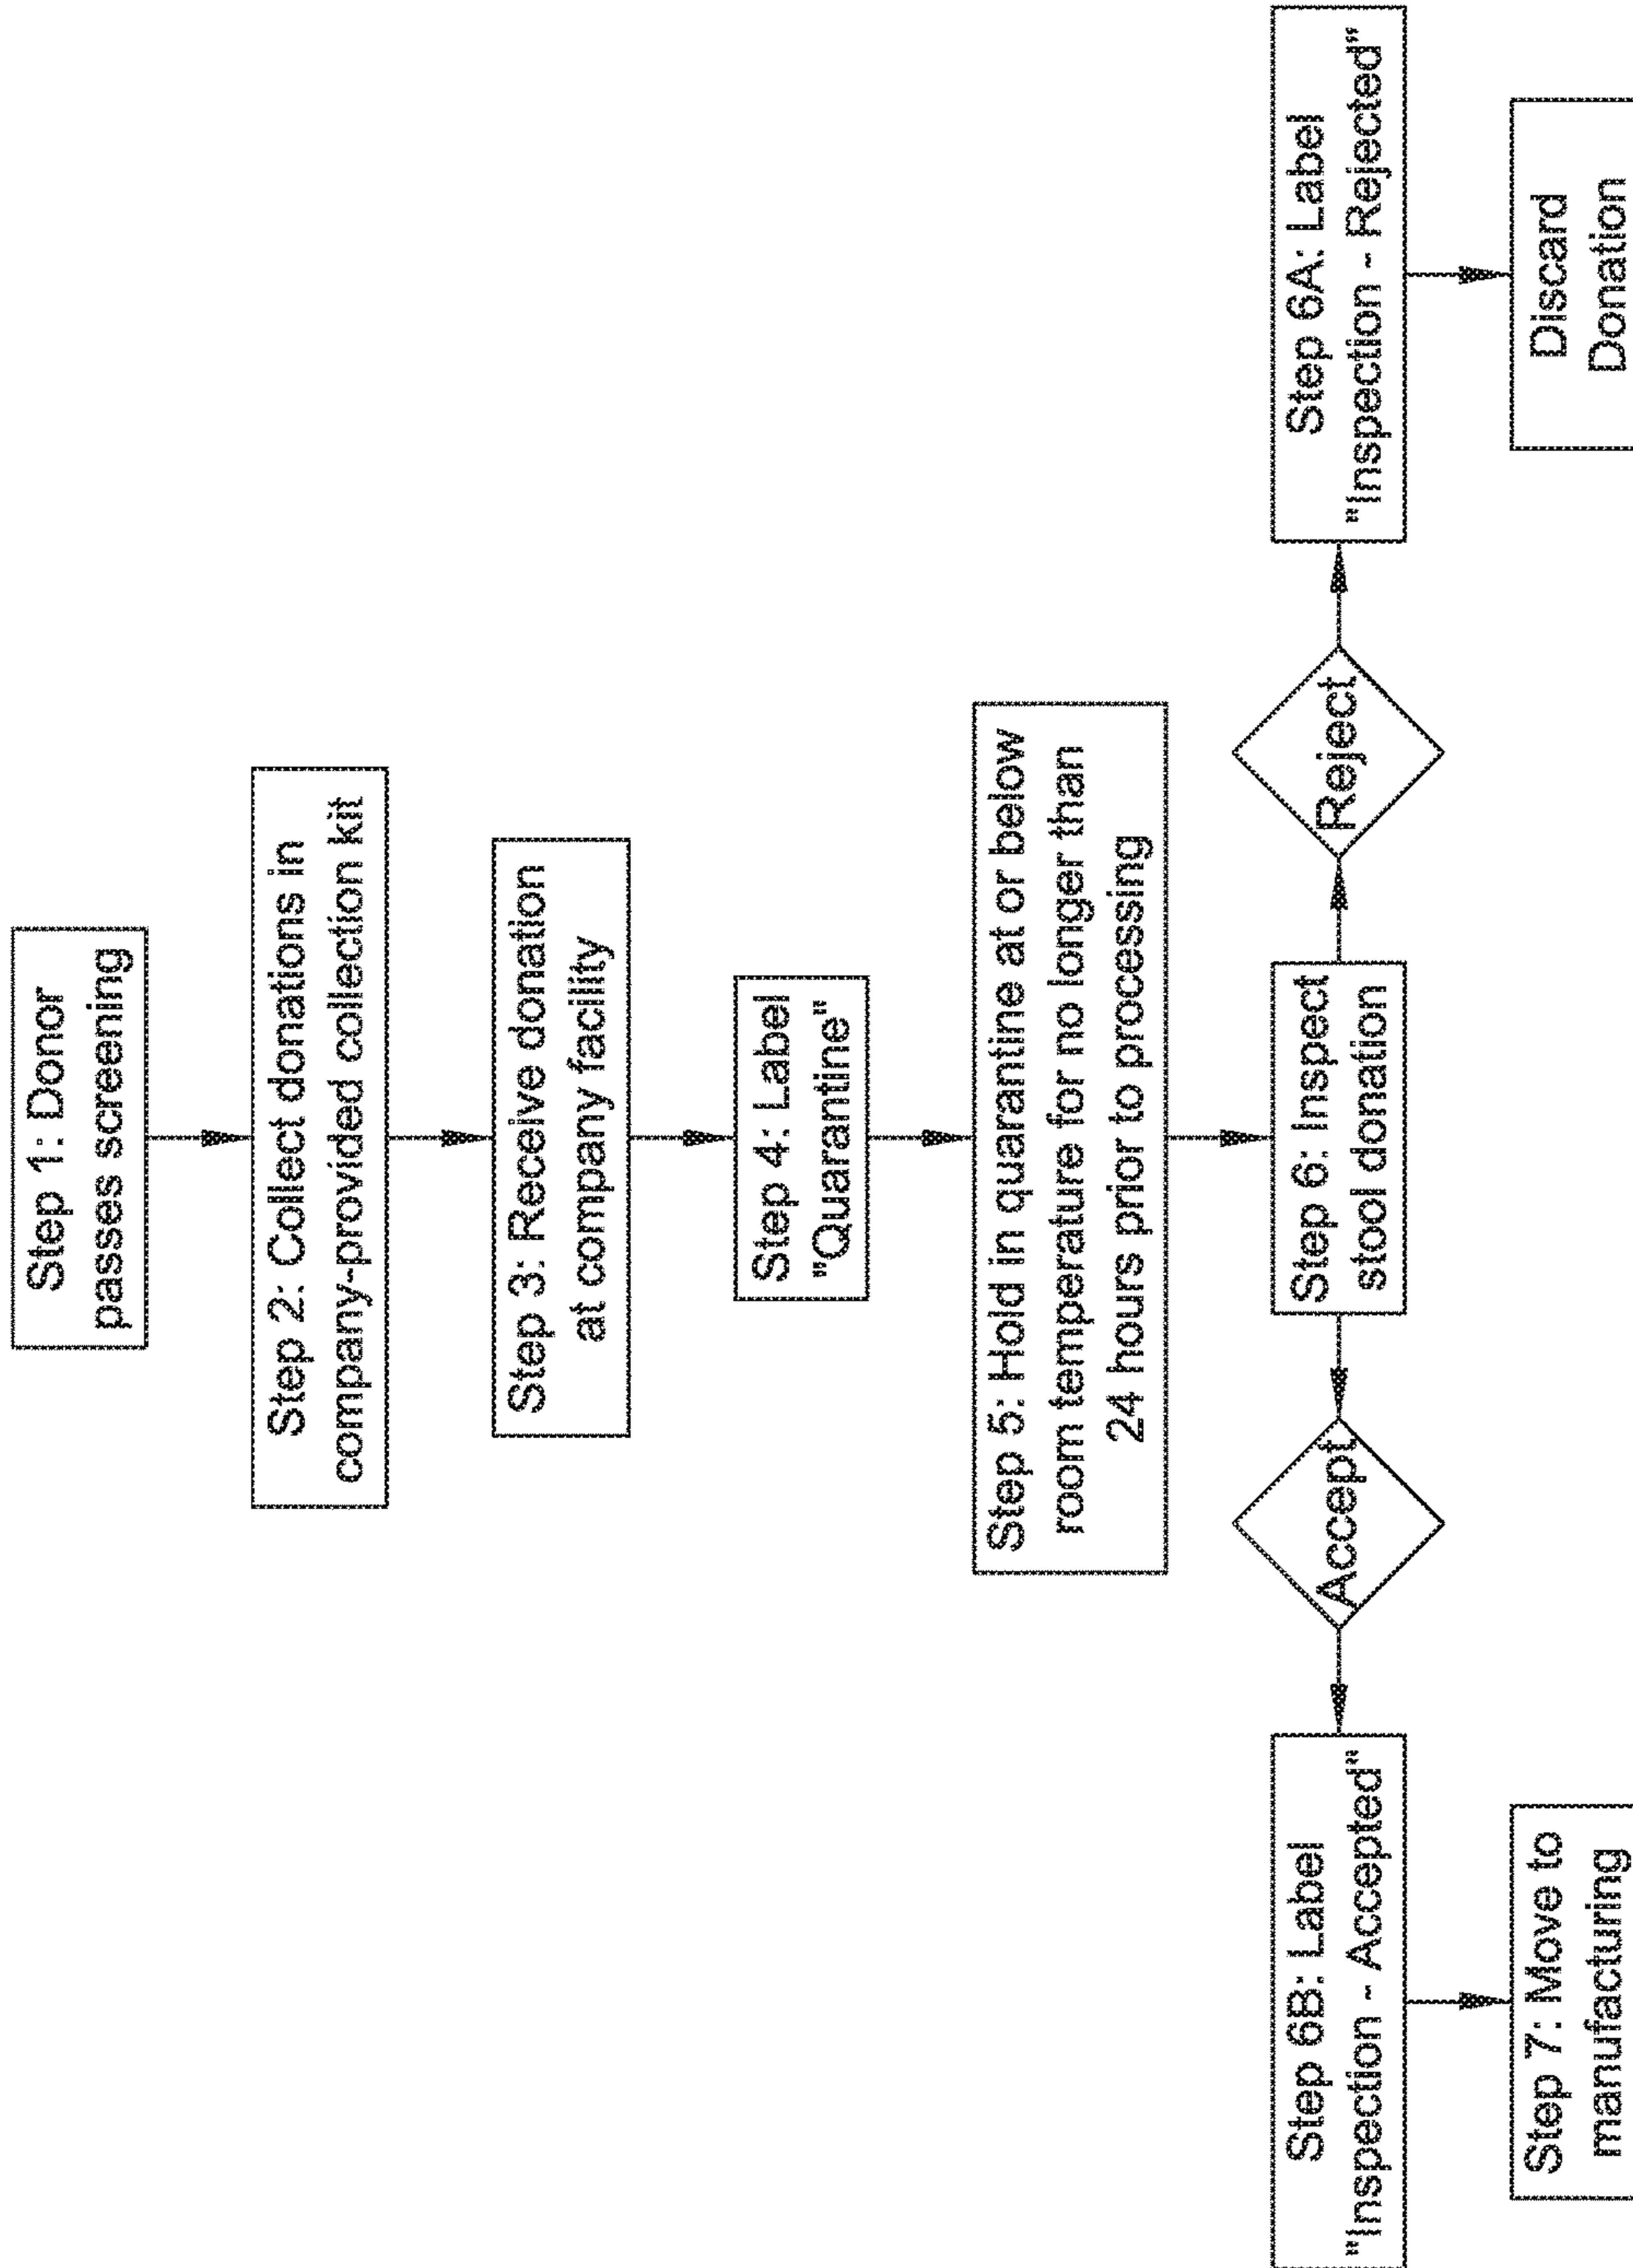 Step 1: Donor
passes screening
Step 2: Collect donations in
company-provided collection kit
Step 3: Receive donation
at company facility
Step 4: Label
"Quarantine"
Step 5: Hold in quarantine at or below
room temperature for no longer than
24 hours prior to processing
Step 6: Inspect
stool donation
Accept
Reject
Step 6B: Label
"Inspection - Accepted"
Step 6A: Label
"Inspection - Rejected"
Step 7: Move to
manufacturing
Discard
Donation